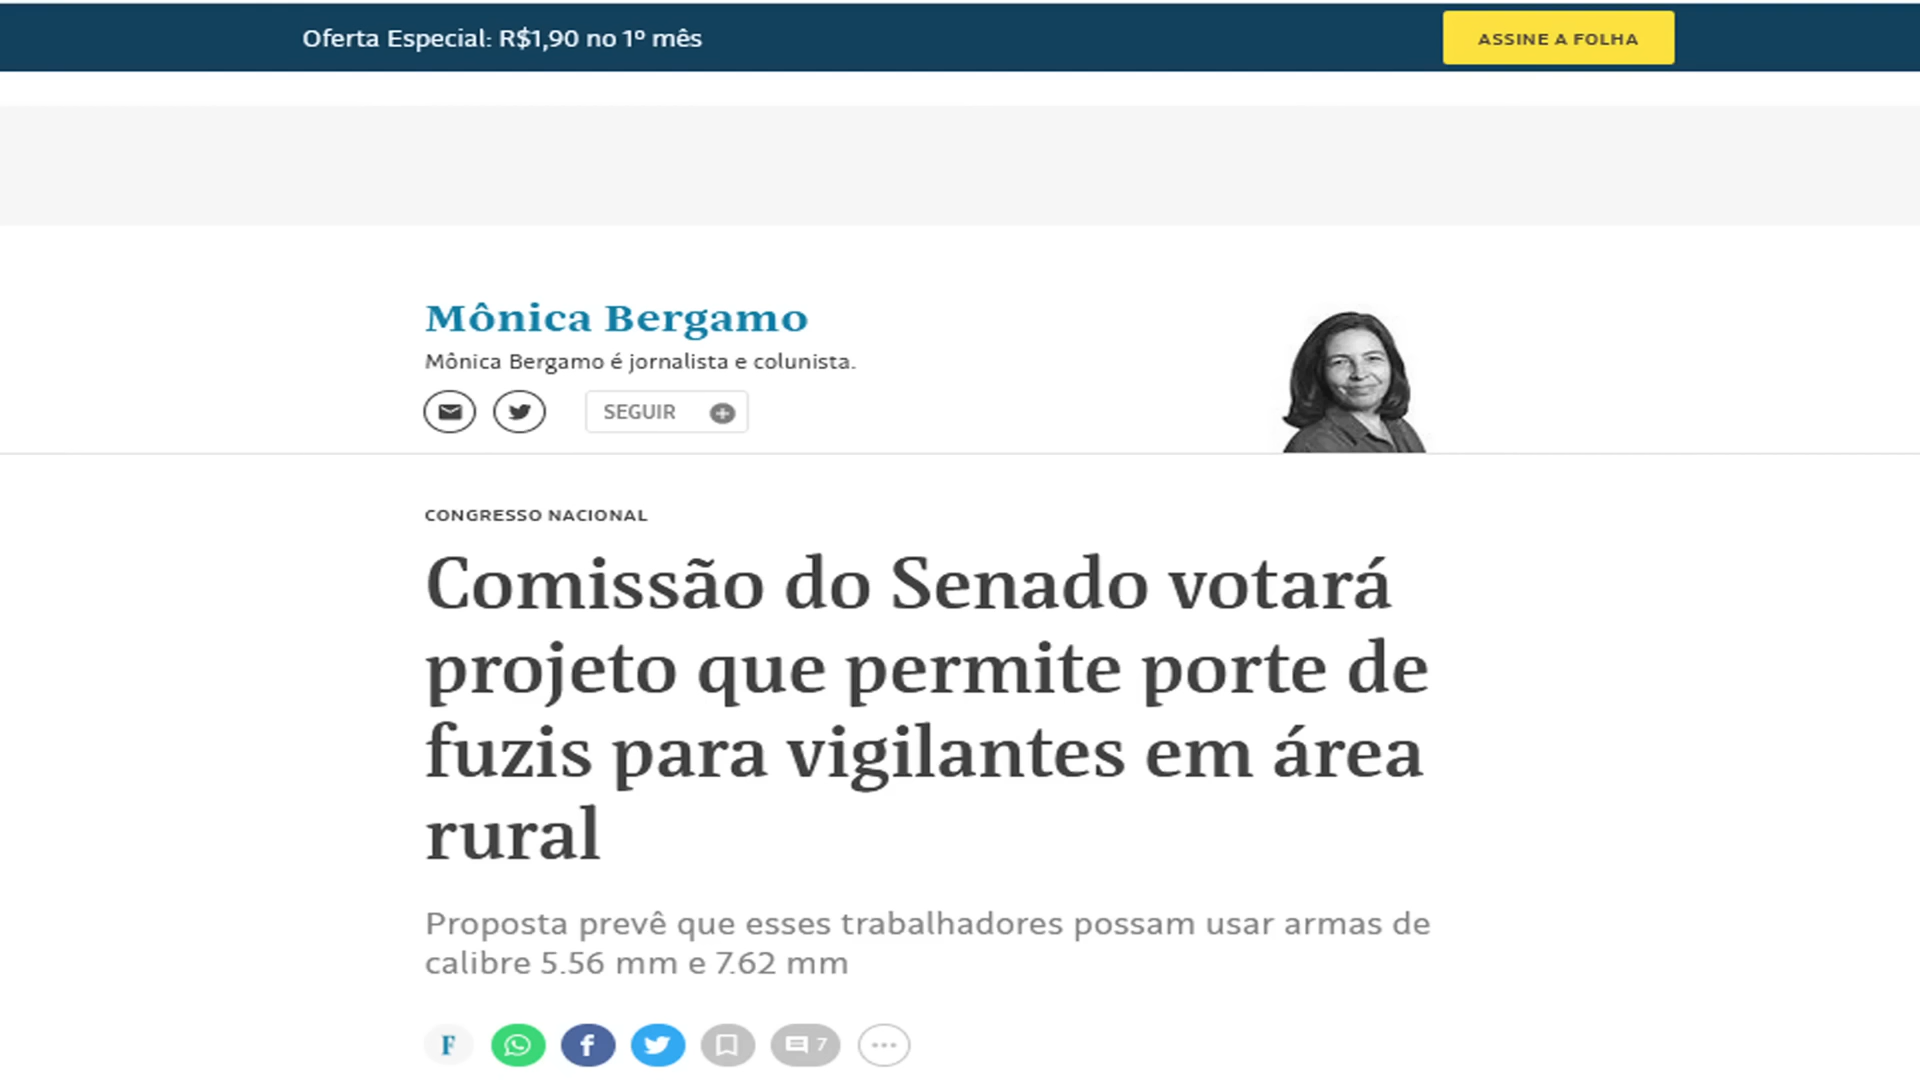 Oferta Especial: R$1,90 no 1º mês
ASSINE A FOLHA
Mônica Bergamo
Mônica Bergamo é jornalista e colunista.
SEGUIR
CONGRESSO NACIONAL
Comissão do Senado votará
projeto que permite porte de
fuzis para vigilantes em área
rural
Proposta prevê que esses trabalhadores possam usar armas de
calibre 5.56 mm e 7.62 mm
F
7